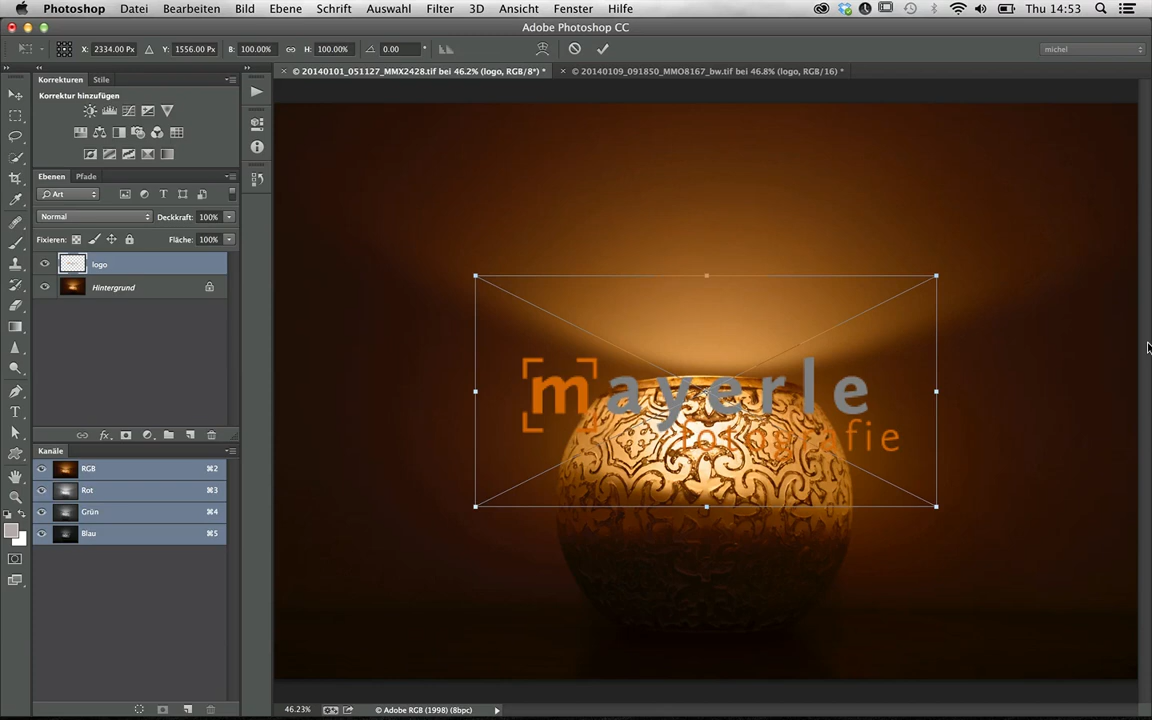 Photoshop Datei Bearbeiten Bild Ebene Schrift Auswahl Filter 3D Ansicht Fenster Hilfe Thu 14:53
Adobe Photoshop CC
X: 2334.00 Px Y: 1556.00 Px B: 100.00% H: 100.00% 0.00 michel
Korrekturen Stile
× © 20140101_051127_MMX2428.tif bei 46.2% (logo, RGB/8*) * × © 20140109_091850_MMO8167_bw.tif bei 46.8% (logo, RGB/16) *
Korrektur hinzufügen
Ebenen Pfade
Art
Normal Deckkraft: 100%
Fixieren: Fläche: 100%
logo
Hintergrund
mayerle
fotografie
fx
Kanäle
RGB ⌘2
Rot ⌘3
Grün ⌘4
Blau ⌘5
46.23% © Adobe RGB (1998) (8bpc)